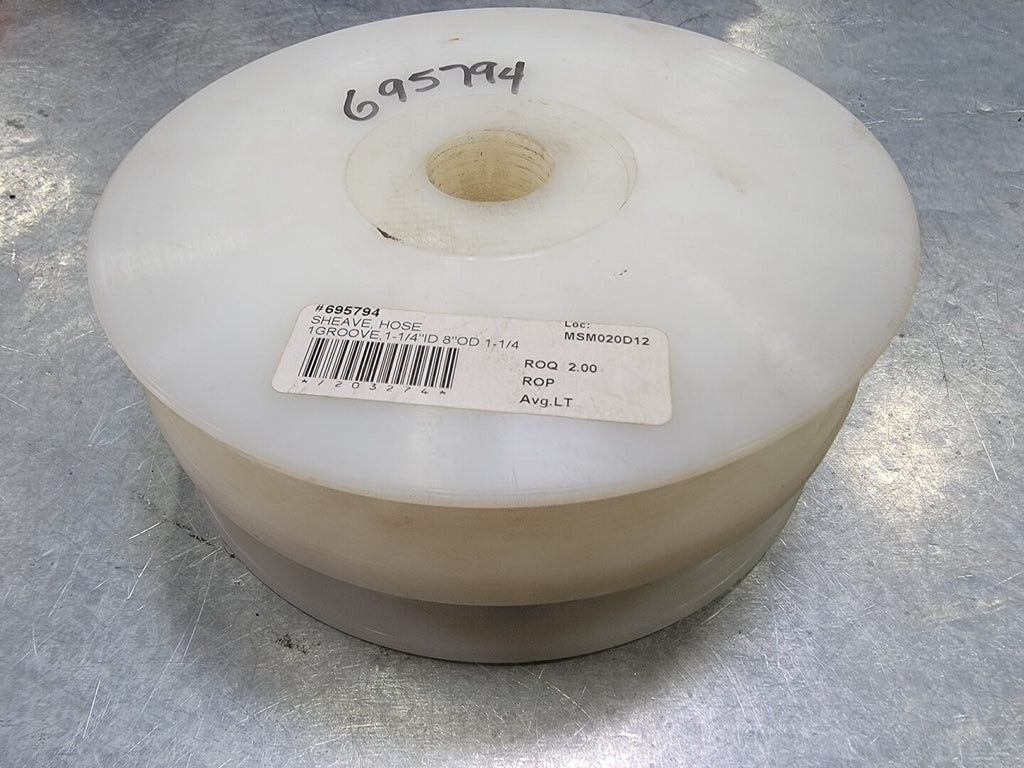 695794
#695794
SHEAVE, HOSE
1GROOVE,1-1/4"ID 8"OD 1-1/4
*1203274*
Loc:
MSM020D12
ROQ 2.00
ROP
Avg.LT